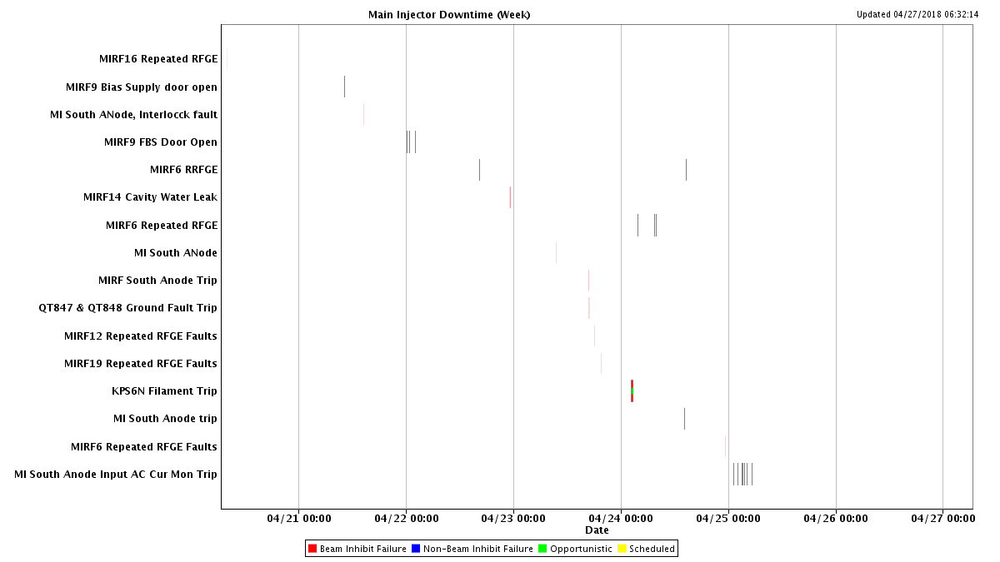 Main Injector Downtime (Week)
Updated 04/27/2018 06:32:14
MIRF16 Repeated RFGE
MIRF9 Bias Supply door open
MI South ANode, Interlocck fault
MIRF9 FBS Door Open
MIRF6 RRFGE
MIRF14 Cavity Water Leak
MIRF6 Repeated RFGE
MI South ANode
MIRF South Anode Trip
QT847 & QT848 Ground Fault Trip
MIRF12 Repeated RFGE Faults
MIRF19 Repeated RFGE Faults
KPS6N Filament Trip
MI South Anode trip
MIRF6 Repeated RFGE Faults
MI South Anode Input AC Cur Mon Trip
04/21 00:00 04/22 00:00 04/23 00:00 04/24 00:00 04/25 00:00 04/26 00:00 04/27 00:00
Date
Beam Inhibit Failure Non-Beam Inhibit Failure Opportunistic Scheduled